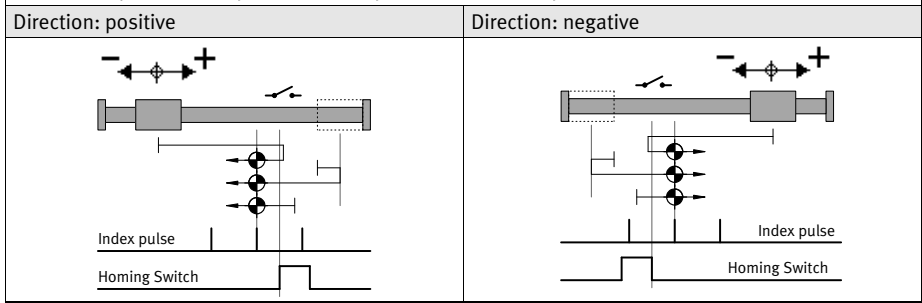 Direction: positive
Direction: negative
− +
− +
Index pulse
Homing Switch
Index pulse
Homing Switch